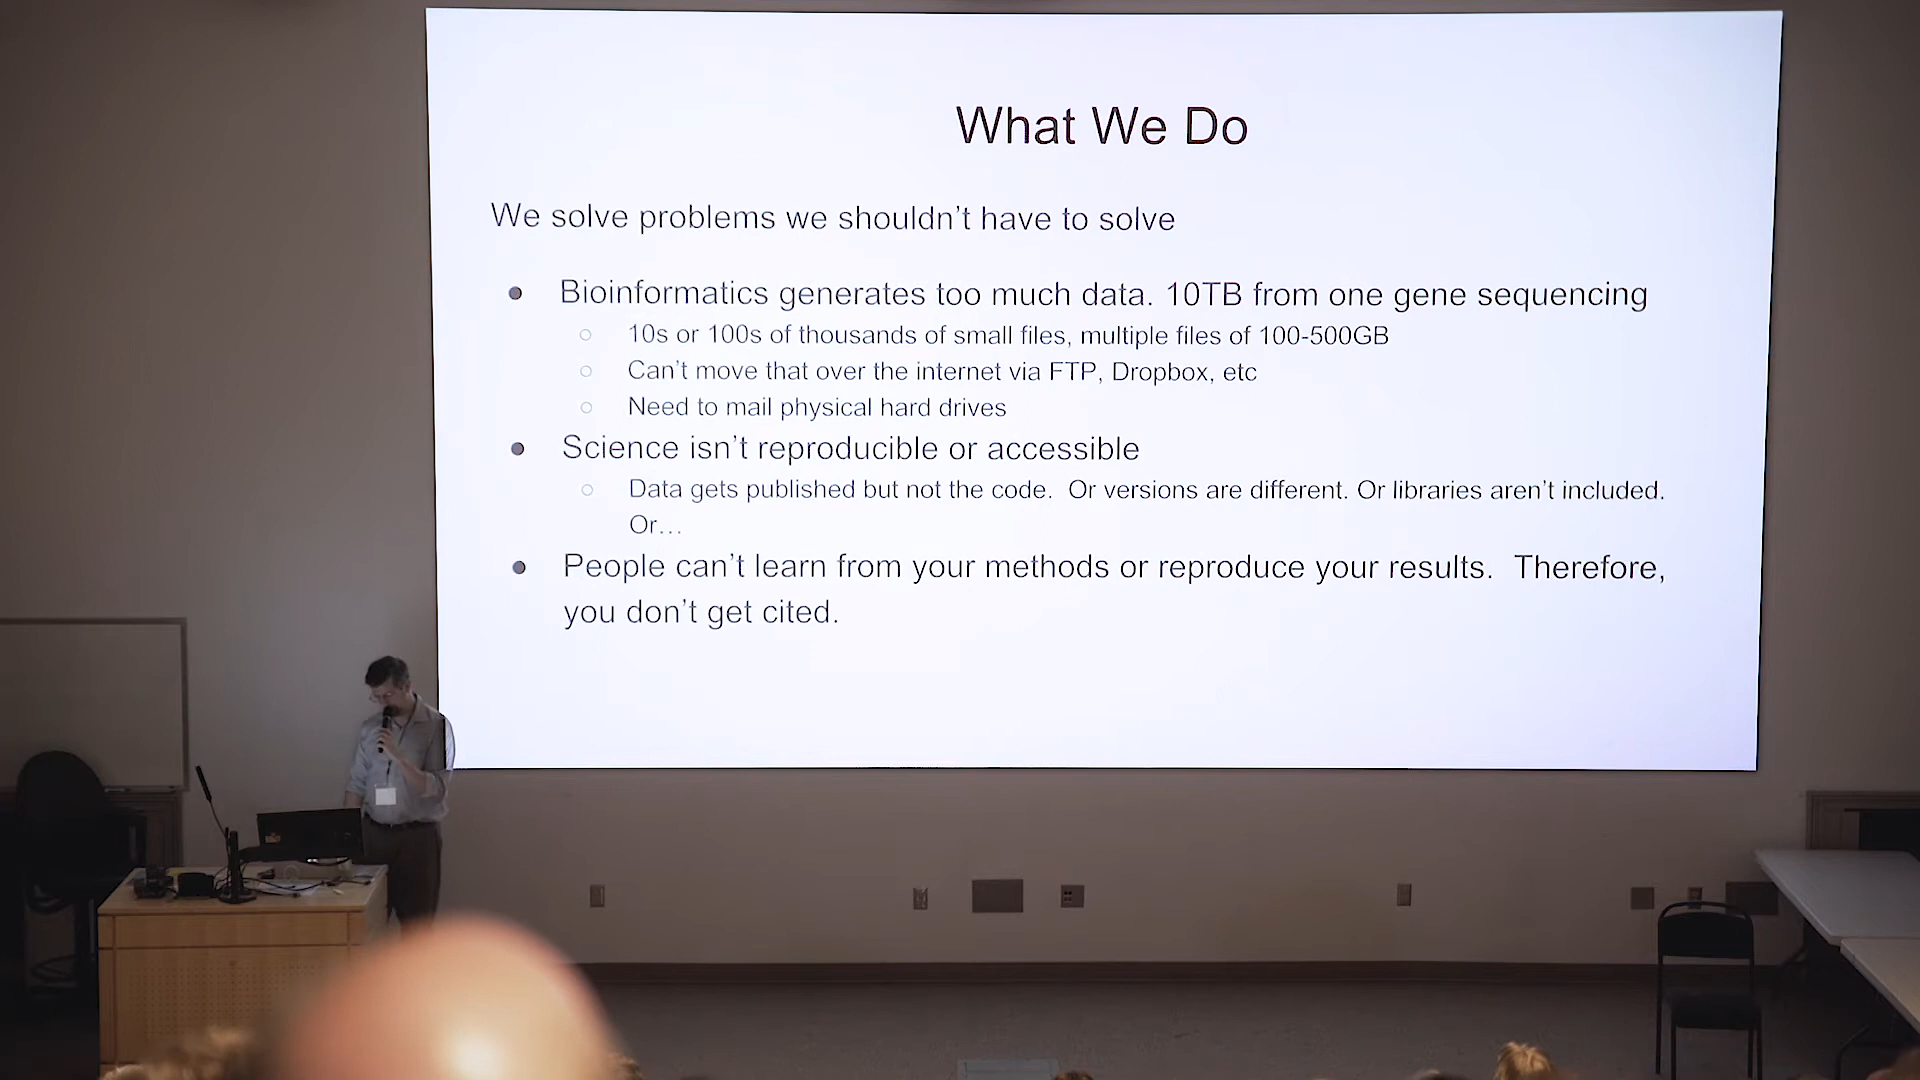 What We Do
We solve problems we shouldn't have to solve
● Bioinformatics generates too much data. 10TB from one gene sequencing
○ 10s or 100s of thousands of small files, multiple files of 100-500GB
○ Can't move that over the internet via FTP, Dropbox, etc
○ Need to mail physical hard drives
● Science isn't reproducible or accessible
○ Data gets published but not the code.  Or versions are different. Or libraries aren't included.
Or…
● People can't learn from your methods or reproduce your results.  Therefore,
you don't get cited.